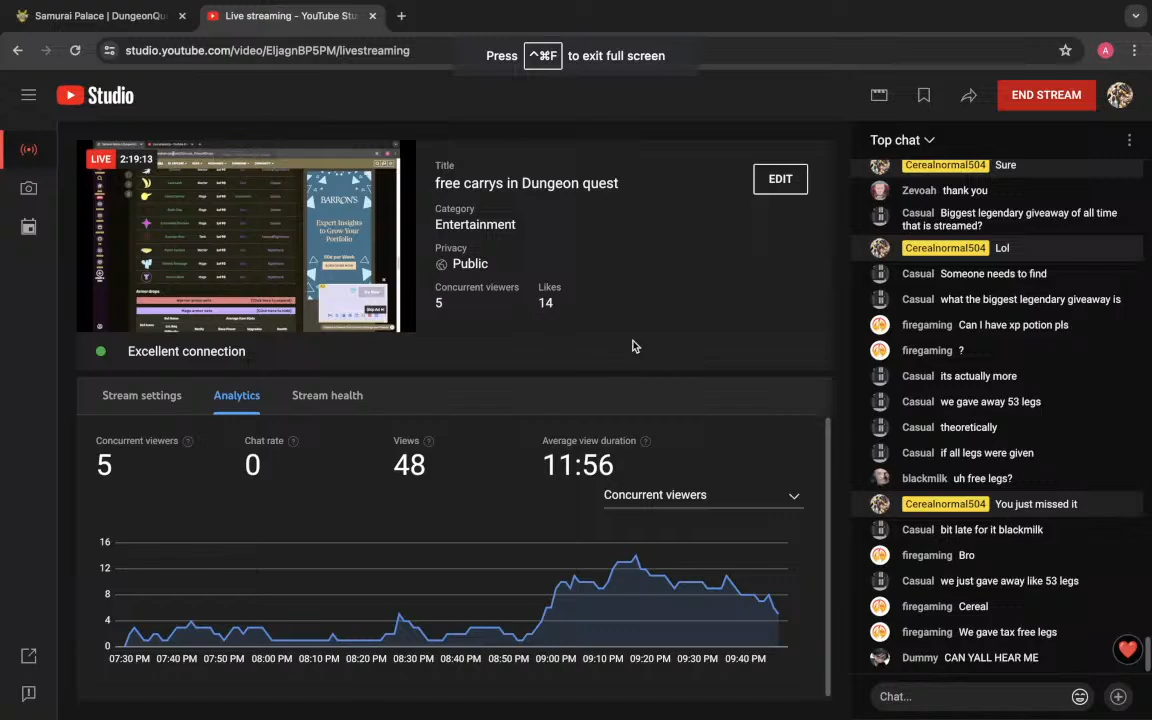 Samurai Palace | DungeonQu
Live streaming - YouTube Stu
studio.youtube.com/video/EljagnBP5PM/livestreaming
Press ^⌘F to exit full screen
A
Studio
END STREAM
LIVE 2:19:13
BARRON'S
Expert Insights
to Grow Your
Portfolio
Title
free carrys in Dungeon quest
EDIT
Category
Entertainment
Privacy
Public
Concurrent viewers
5
Likes
14
Excellent connection
Stream settings
Analytics
Stream health
Concurrent viewers
5
Chat rate
0
Views
48
Average view duration
11:56
Concurrent viewers
16
12
8
4
0
07:30 PM 07:40 PM 07:50 PM 08:00 PM 08:10 PM 08:20 PM 08:30 PM 08:40 PM 08:50 PM 09:00 PM 09:10 PM 09:20 PM 09:30 PM 09:40 PM
Top chat
Cerealnormal504 Sure
Zevoah thank you
Casual Biggest legendary giveaway of all time
that is streamed?
Cerealnormal504 Lol
Casual Someone needs to find
Casual what the biggest legendary giveaway is
firegaming Can I have xp potion pls
firegaming ?
Casual its actually more
Casual we gave away 53 legs
Casual theoretically
Casual if all legs were given
blackmilk uh free legs?
Cerealnormal504 You just missed it
Casual bit late for it blackmilk
firegaming Bro
Casual we just gave away like 53 legs
firegaming Cereal
firegaming We gave tax free legs
Dummy CAN YALL HEAR ME
Chat...